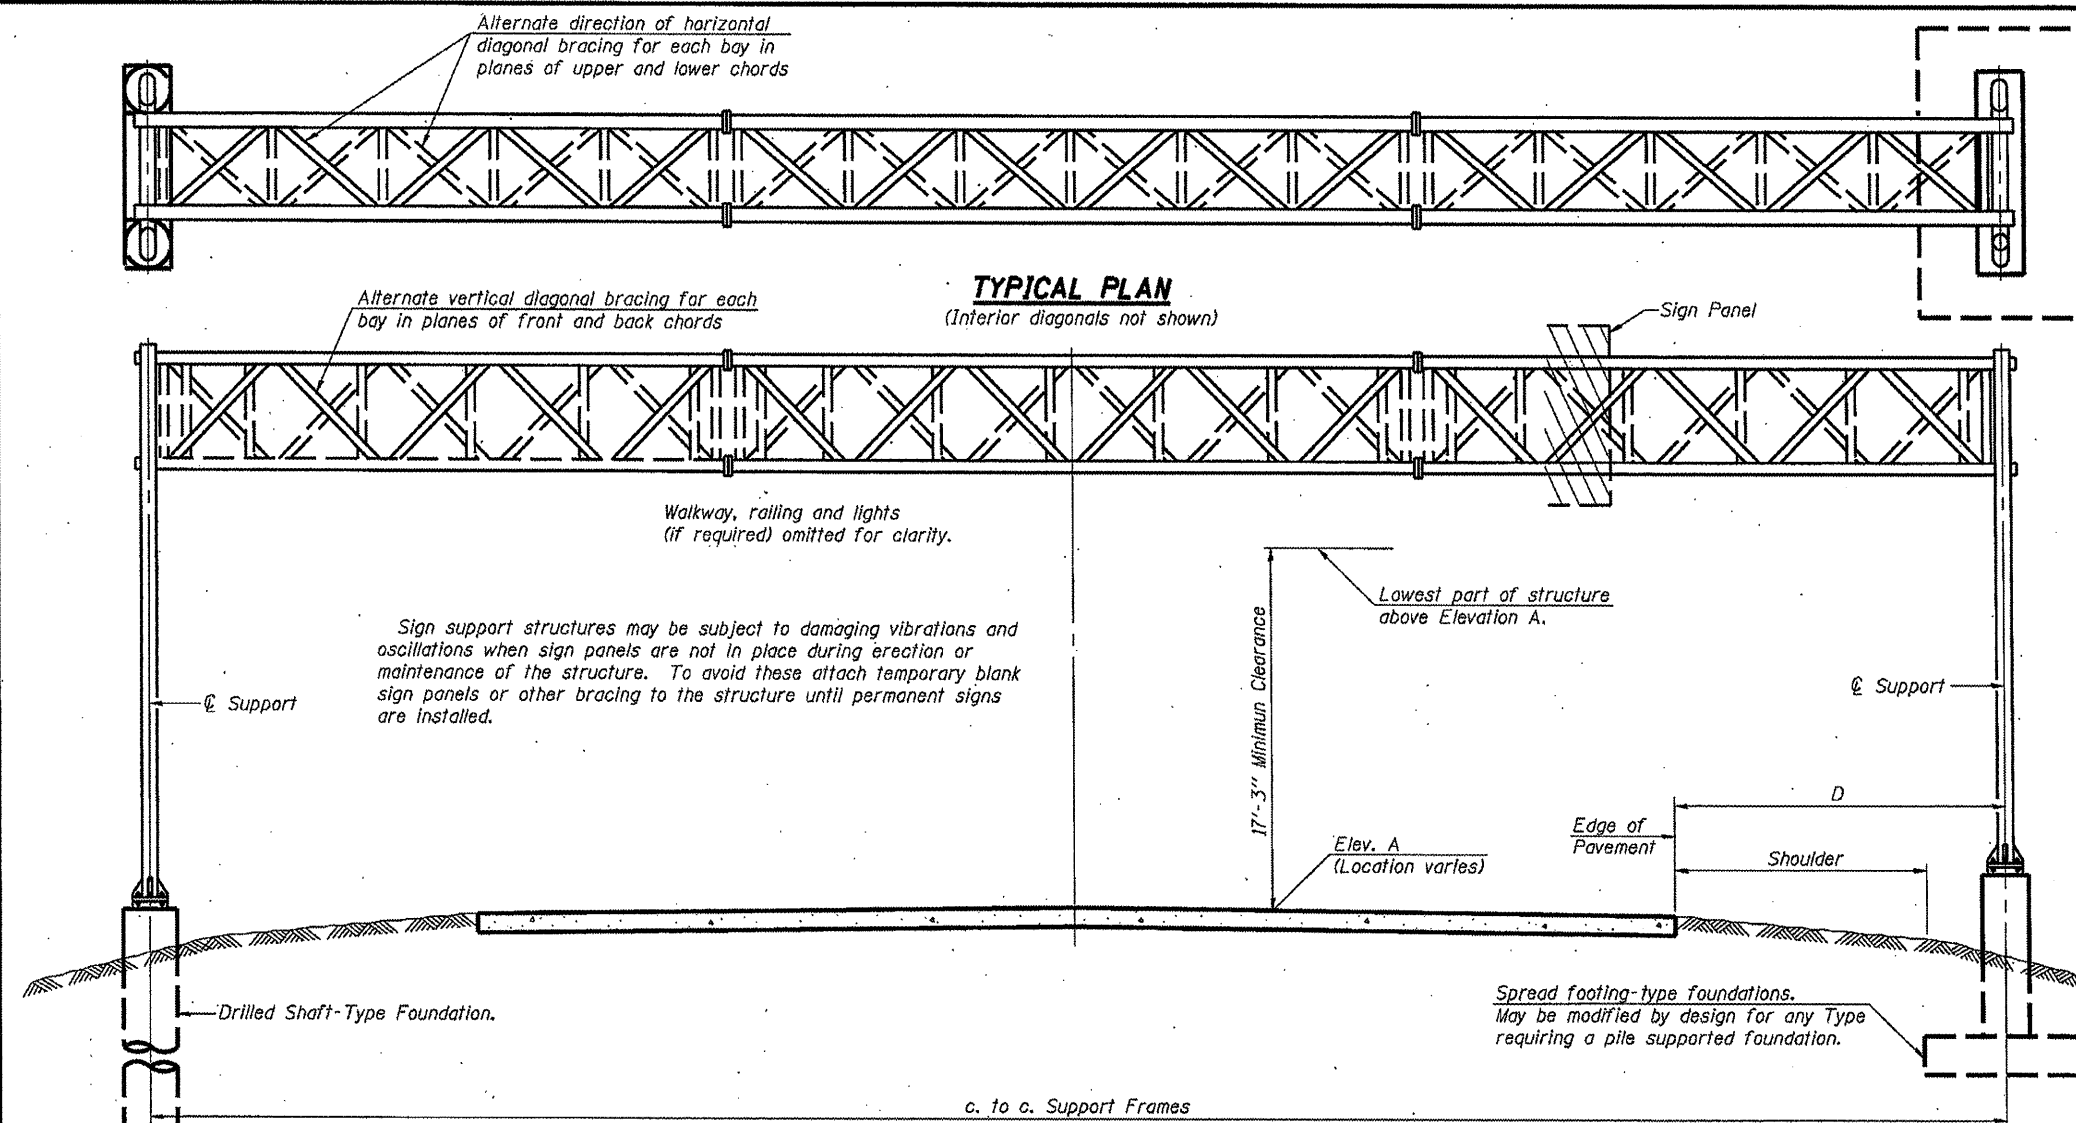 Alternate direction of horizontal
diagonal bracing for each bay in
planes of upper and lower chords
TYPICAL PLAN
(Interior diagonals not shown)
Alternate vertical diagonal bracing for each
bay in planes of front and back chords
Sign Panel
Walkway, railing and lights
(if required) omitted for clarity.
Lowest part of structure
above Elevation A.
17'-3" Minimun Clearance
Sign support structures may be subject to damaging vibrations and
oscillations when sign panels are not in place during erection or
maintenance of the structure. To avoid these attach temporary blank
sign panels or other bracing to the structure until permanent signs
are installed.
℄ Support
℄ Support
D
Edge of
Pavement
Shoulder
Elev. A
(Location varies)
Drilled Shaft-Type Foundation.
Spread footing-type foundations.
May be modified by design for any Type
requiring a pile supported foundation.
c. to c. Support Frames